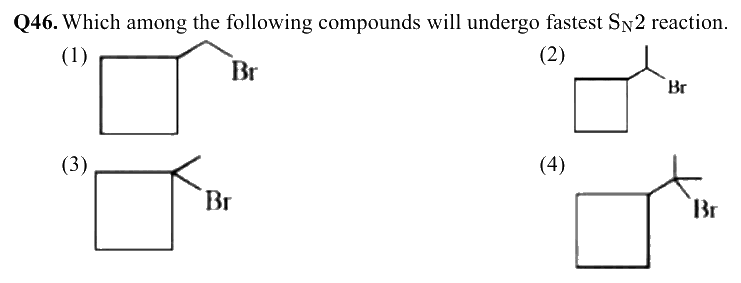 Q46. Which among the following compounds will undergo fastest SN2 reaction.
(1)
Br
(2)
Br
(3)
Br
(4)
Br